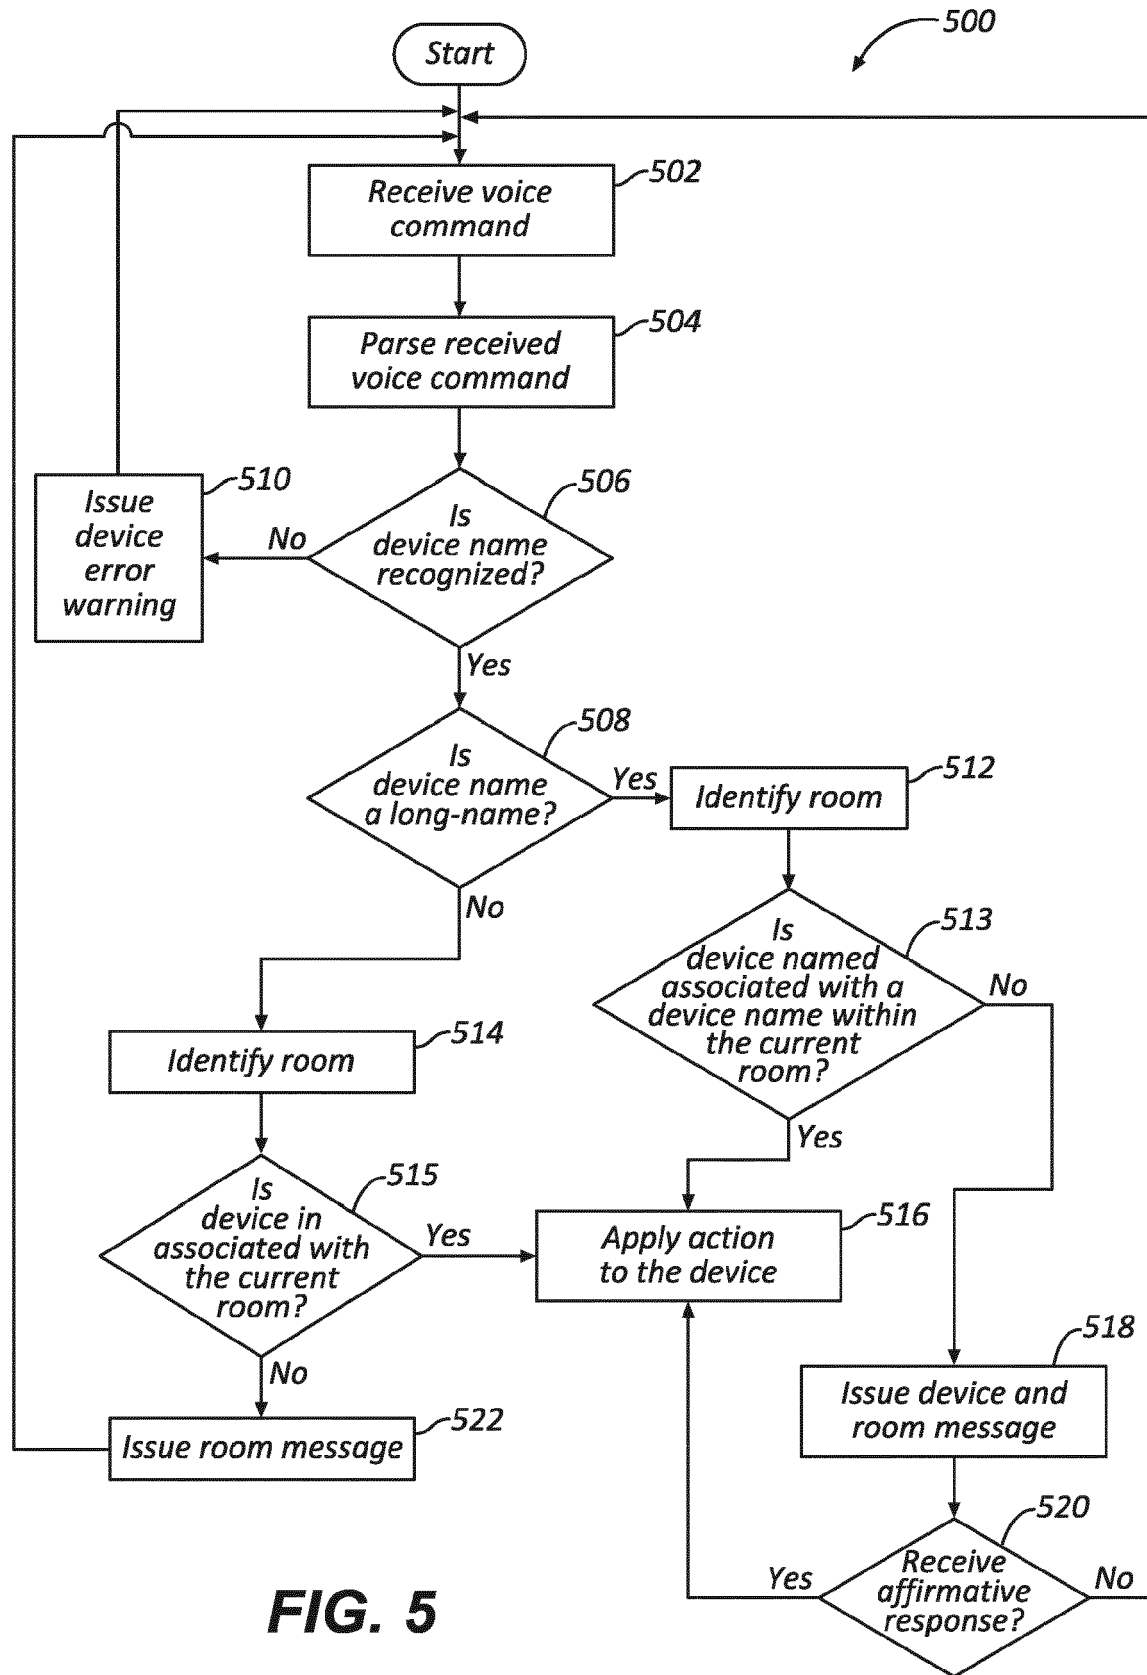 500
Start
502
Receive voice
command
504
Parse received
voice command
510
Issue
device
error
warning
No
506
Is
device name
recognized?
Yes
508
Is
device name
a long-name?
Yes
512
Identify room
No
513
Is
device named
associated with a
device name within
the current
room?
No
514
Identify room
Yes
515
Is
device in
associated with
the current
room?
Yes
516
Apply action
to the device
No
518
Issue device and
room message
522
Issue room message
520
Receive
affirmative
response?
Yes
No
FIG. 5